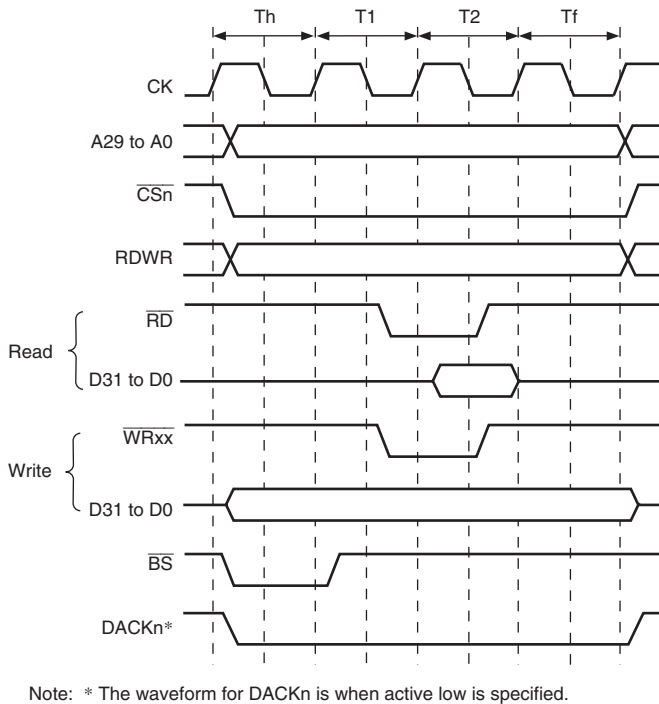 Th T1 T2 Tf
CK
A29 to A0
CSn
RDWR
RD
Read
D31 to D0
WRxx
Write
D31 to D0
BS
DACKn*
Note: * The waveform for DACKn is when active low is specified.